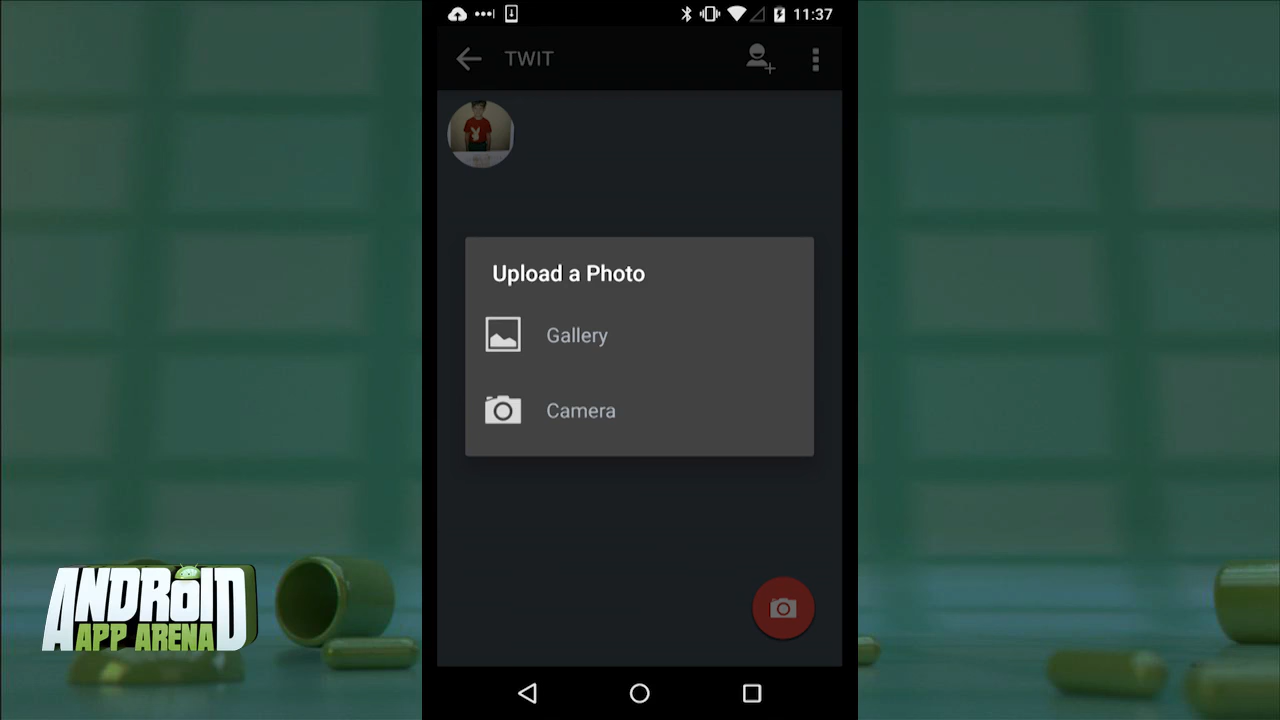 11:37
TWIT
Upload a Photo
Gallery
Camera
ANDROID
APP ARENA